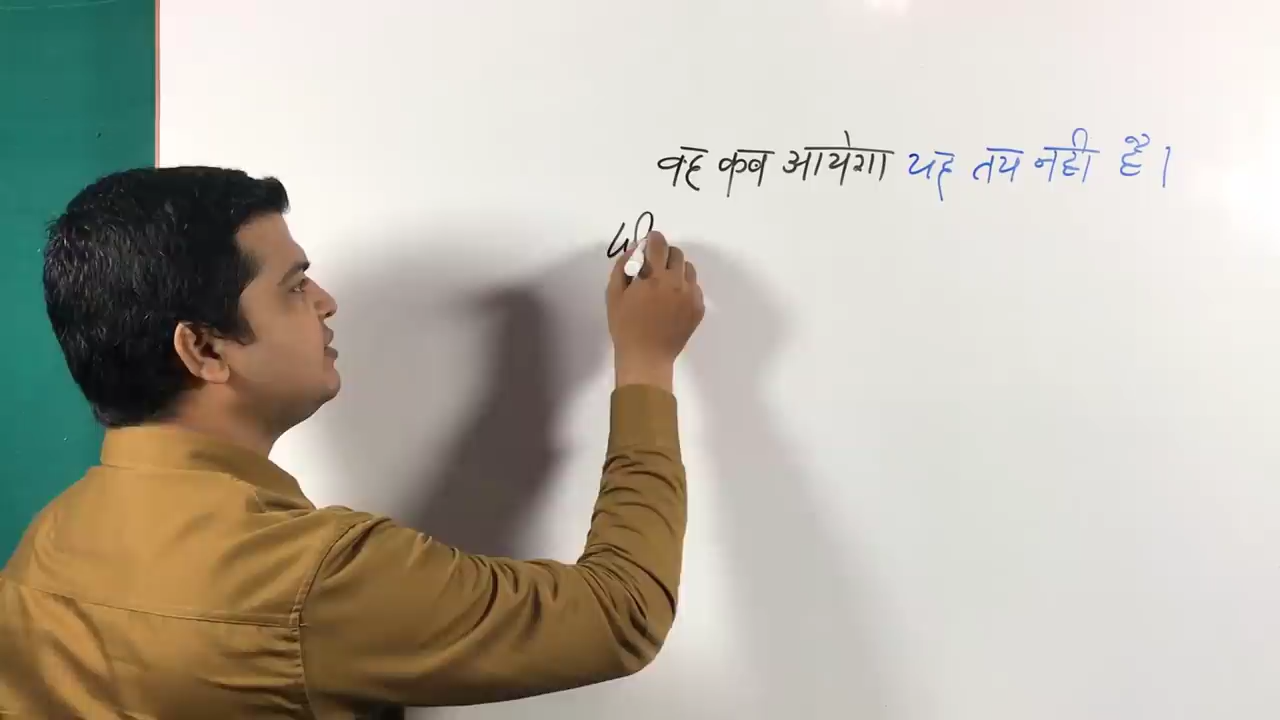 वह कब आयेगा यह तय नही है।